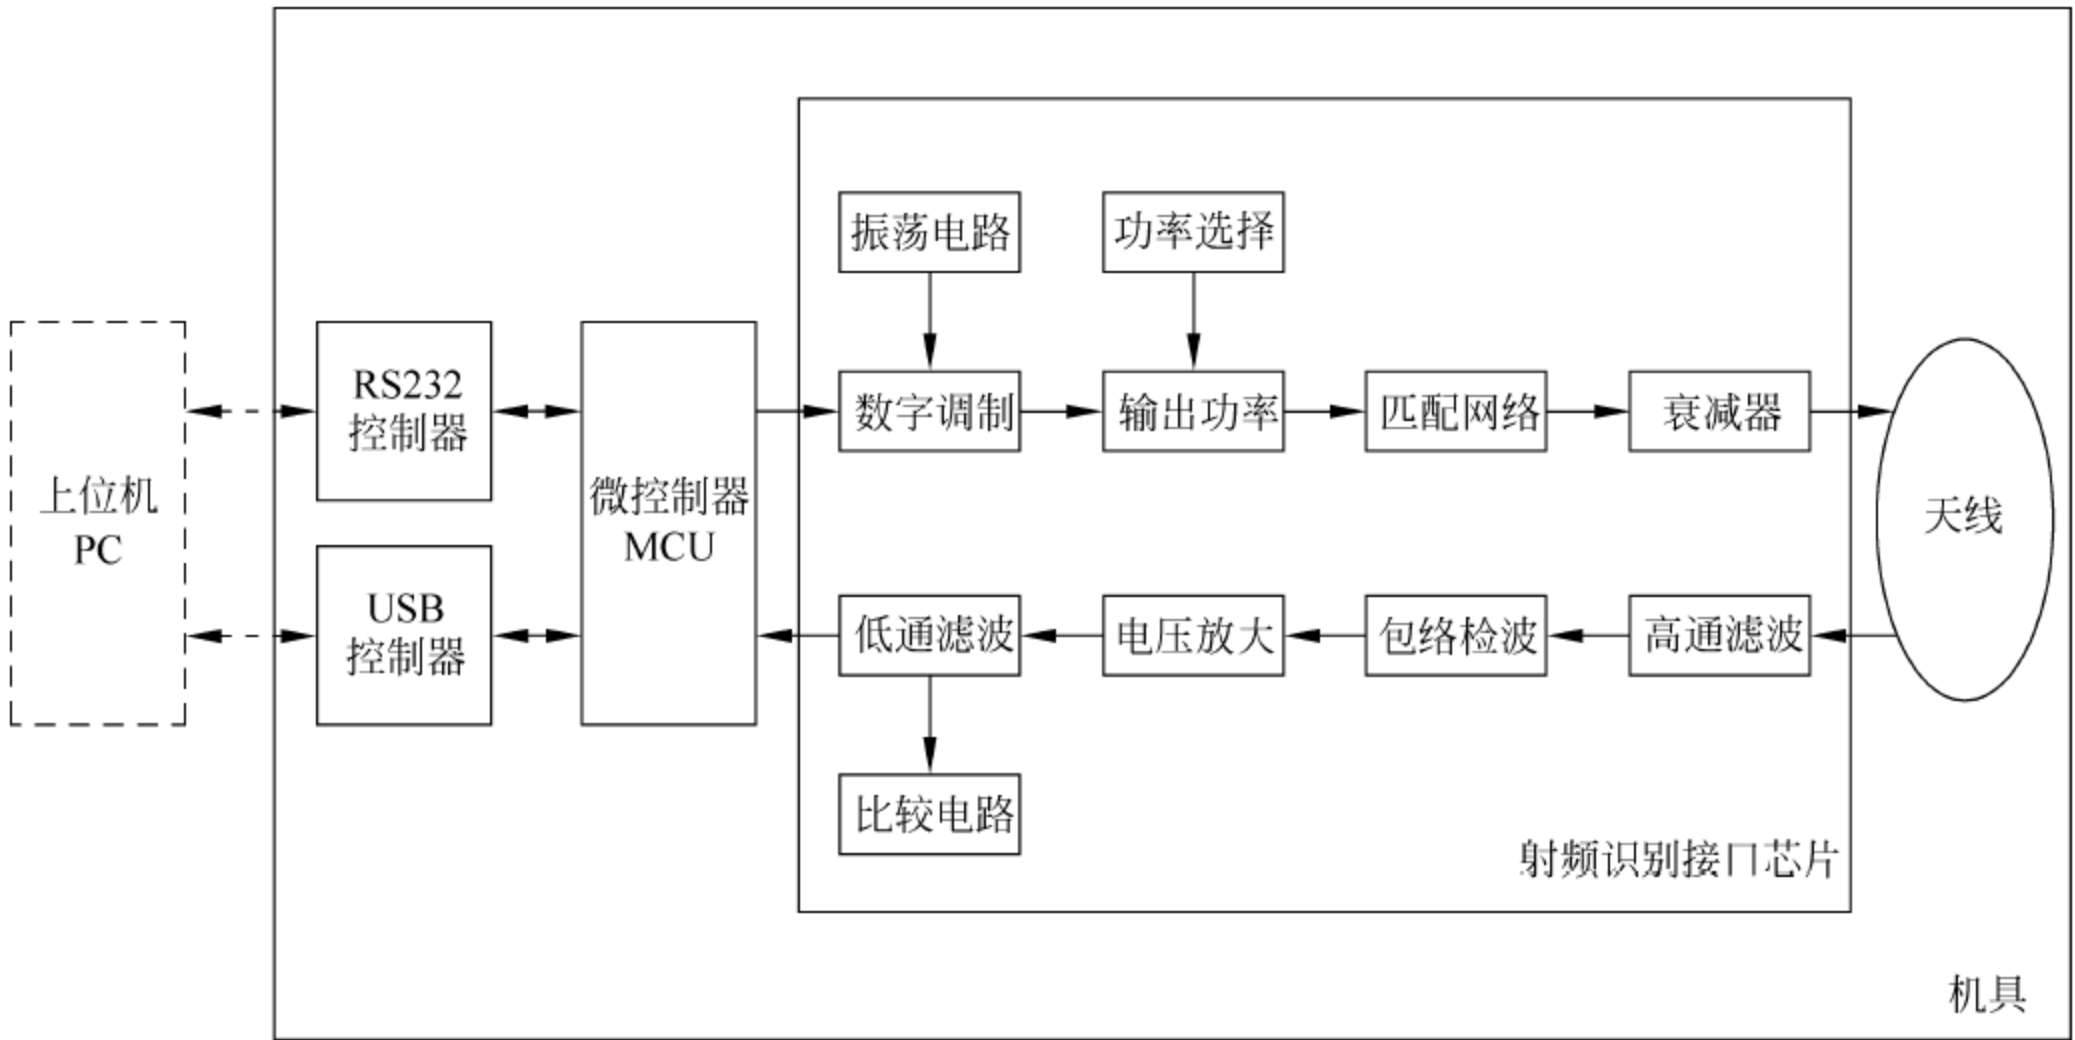 振荡电路
功率选择
RS232
控制器
数字调制
输出功率
匹配网络
衰减器
上位机
PC
微控制器
MCU
天线
USB
控制器
低通滤波
电压放大
包络检波
高通滤波
比较电路
射频识别接口芯片
机具